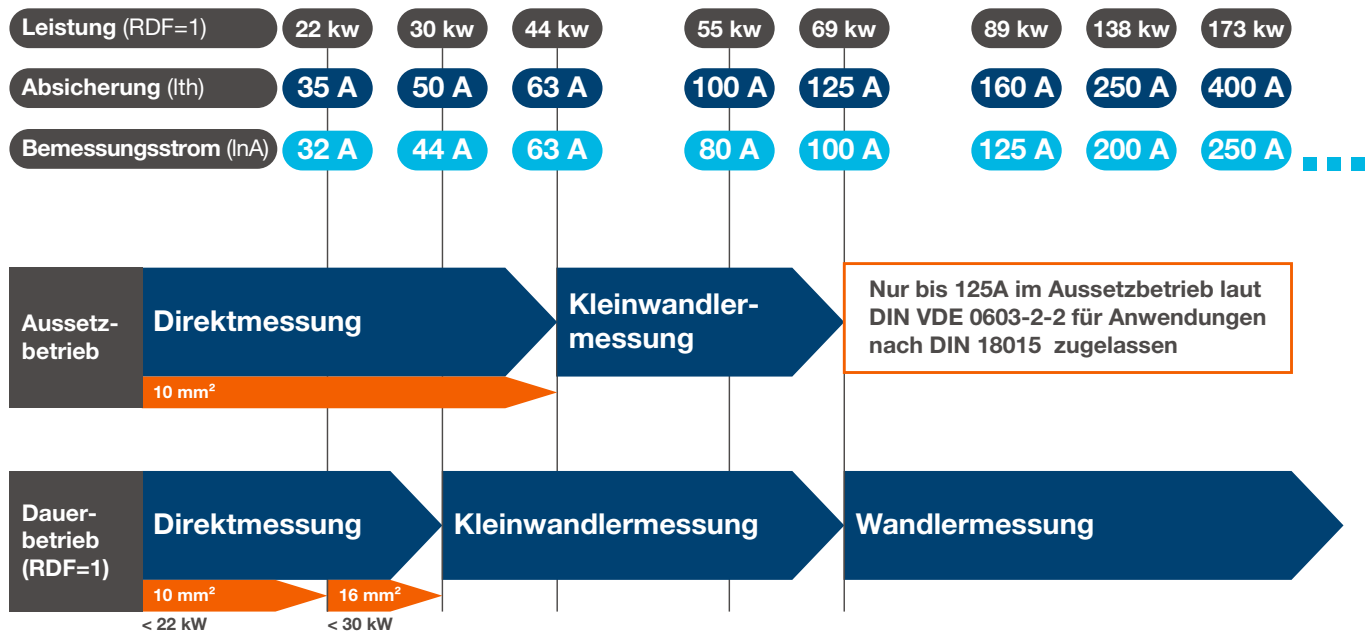 Leistung (RDF=1) 22 kw 30 kw 44 kw 55 kw 69 kw 89 kw 138 kw 173 kw
Absicherung (Ith) 35 A 50 A 63 A 100 A 125 A 160 A 250 A 400 A
Bemessungsstrom (InA) 32 A 44 A 63 A 80 A 100 A 125 A 200 A 250 A
Aussetz-
betrieb
Direktmessung
10 mm²
Kleinwandler-
messung
Nur bis 125A im Aussetzbetrieb laut
DIN VDE 0603-2-2 für Anwendungen
nach DIN 18015 zugelassen
Dauer-
betrieb
(RDF=1)
Direktmessung
Kleinwandlermessung
Wandlermessung
10 mm²
16 mm²
< 22 kW
< 30 kW